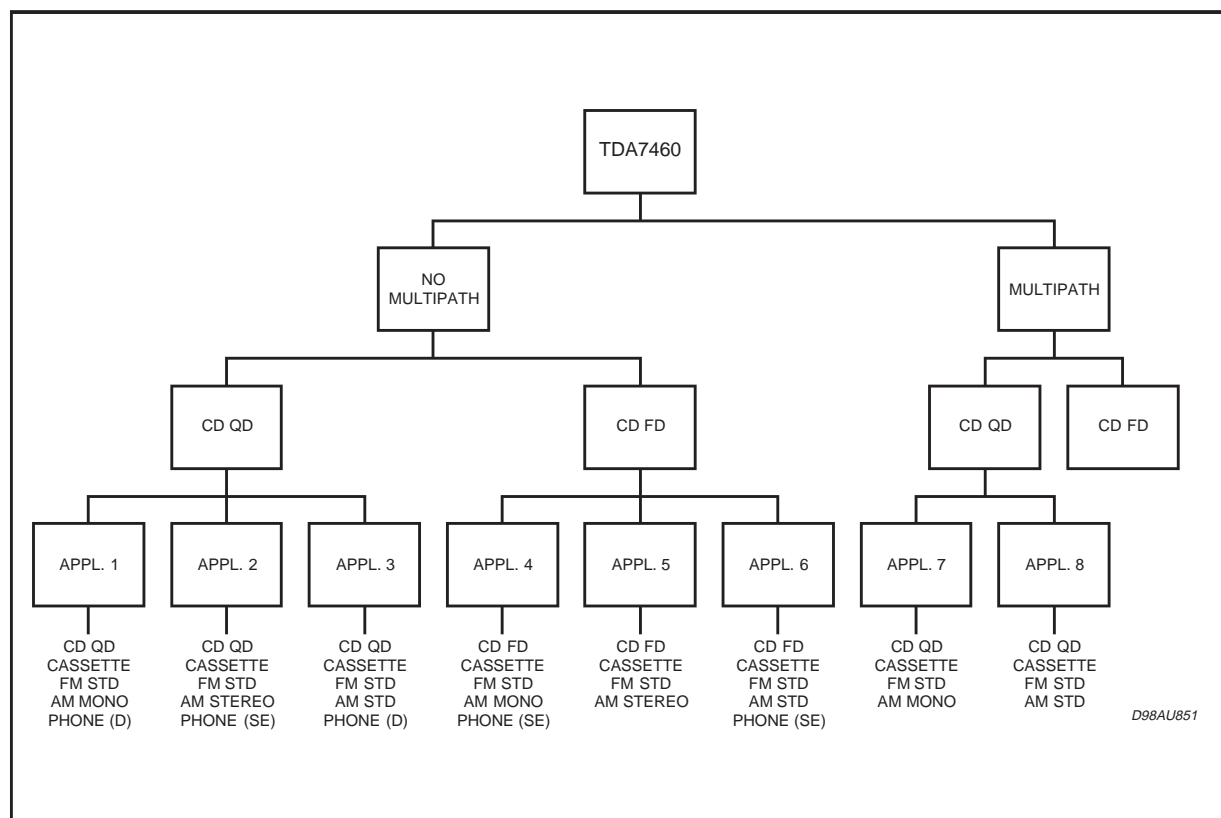 TDA7460
NO
MULTIPATH
MULTIPATH
CD QD
CD FD
CD QD
CD FD
APPL. 1
APPL. 2
APPL. 3
APPL. 4
APPL. 5
APPL. 6
APPL. 7
APPL. 8
CD QD
CASSETTE
FM STD
AM MONO
PHONE (D)
CD QD
CASSETTE
FM STD
AM STEREO
PHONE (SE)
CD QD
CASSETTE
FM STD
AM STD
PHONE (D)
CD FD
CASSETTE
FM STD
AM MONO
PHONE (SE)
CD FD
CASSETTE
FM STD
AM STEREO
CD FD
CASSETTE
FM STD
AM STD
PHONE (SE)
CD QD
CASSETTE
FM STD
AM MONO
CD QD
CASSETTE
FM STD
AM STD
D98AU851